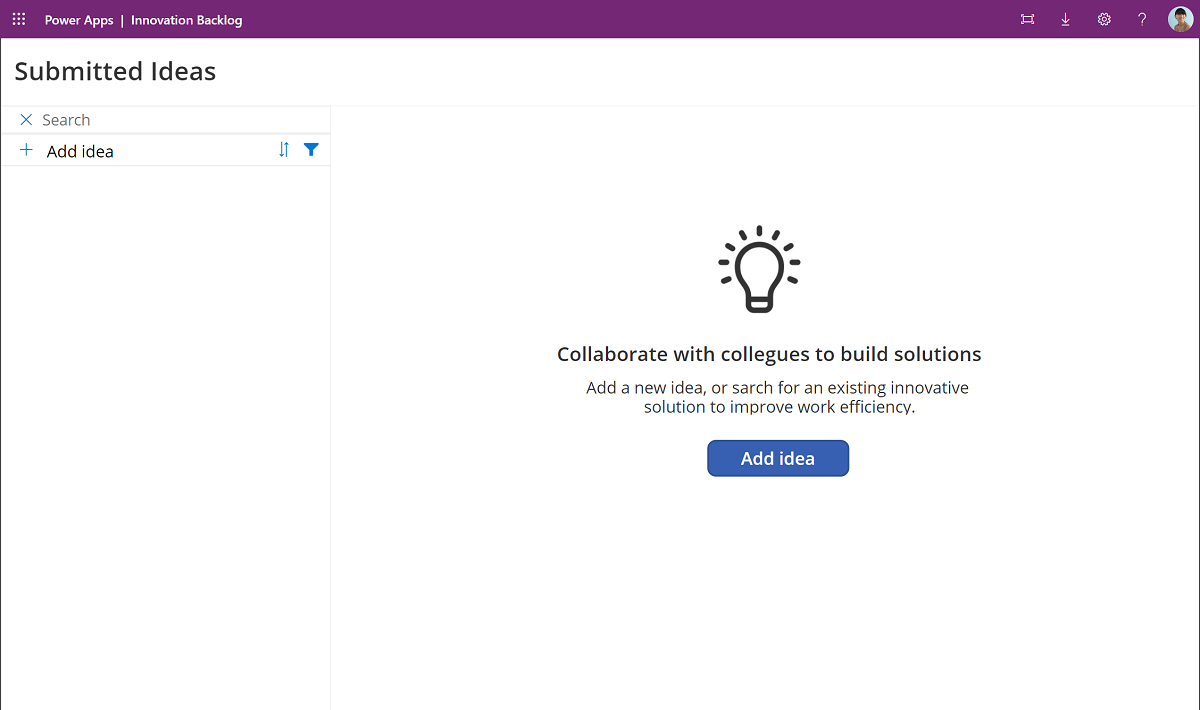 Power Apps | Innovation Backlog
?
Submitted Ideas
Search
Add idea
Collaborate with collegues to build solutions
Add a new idea, or sarch for an existing innovative
solution to improve work efficiency.
Add idea